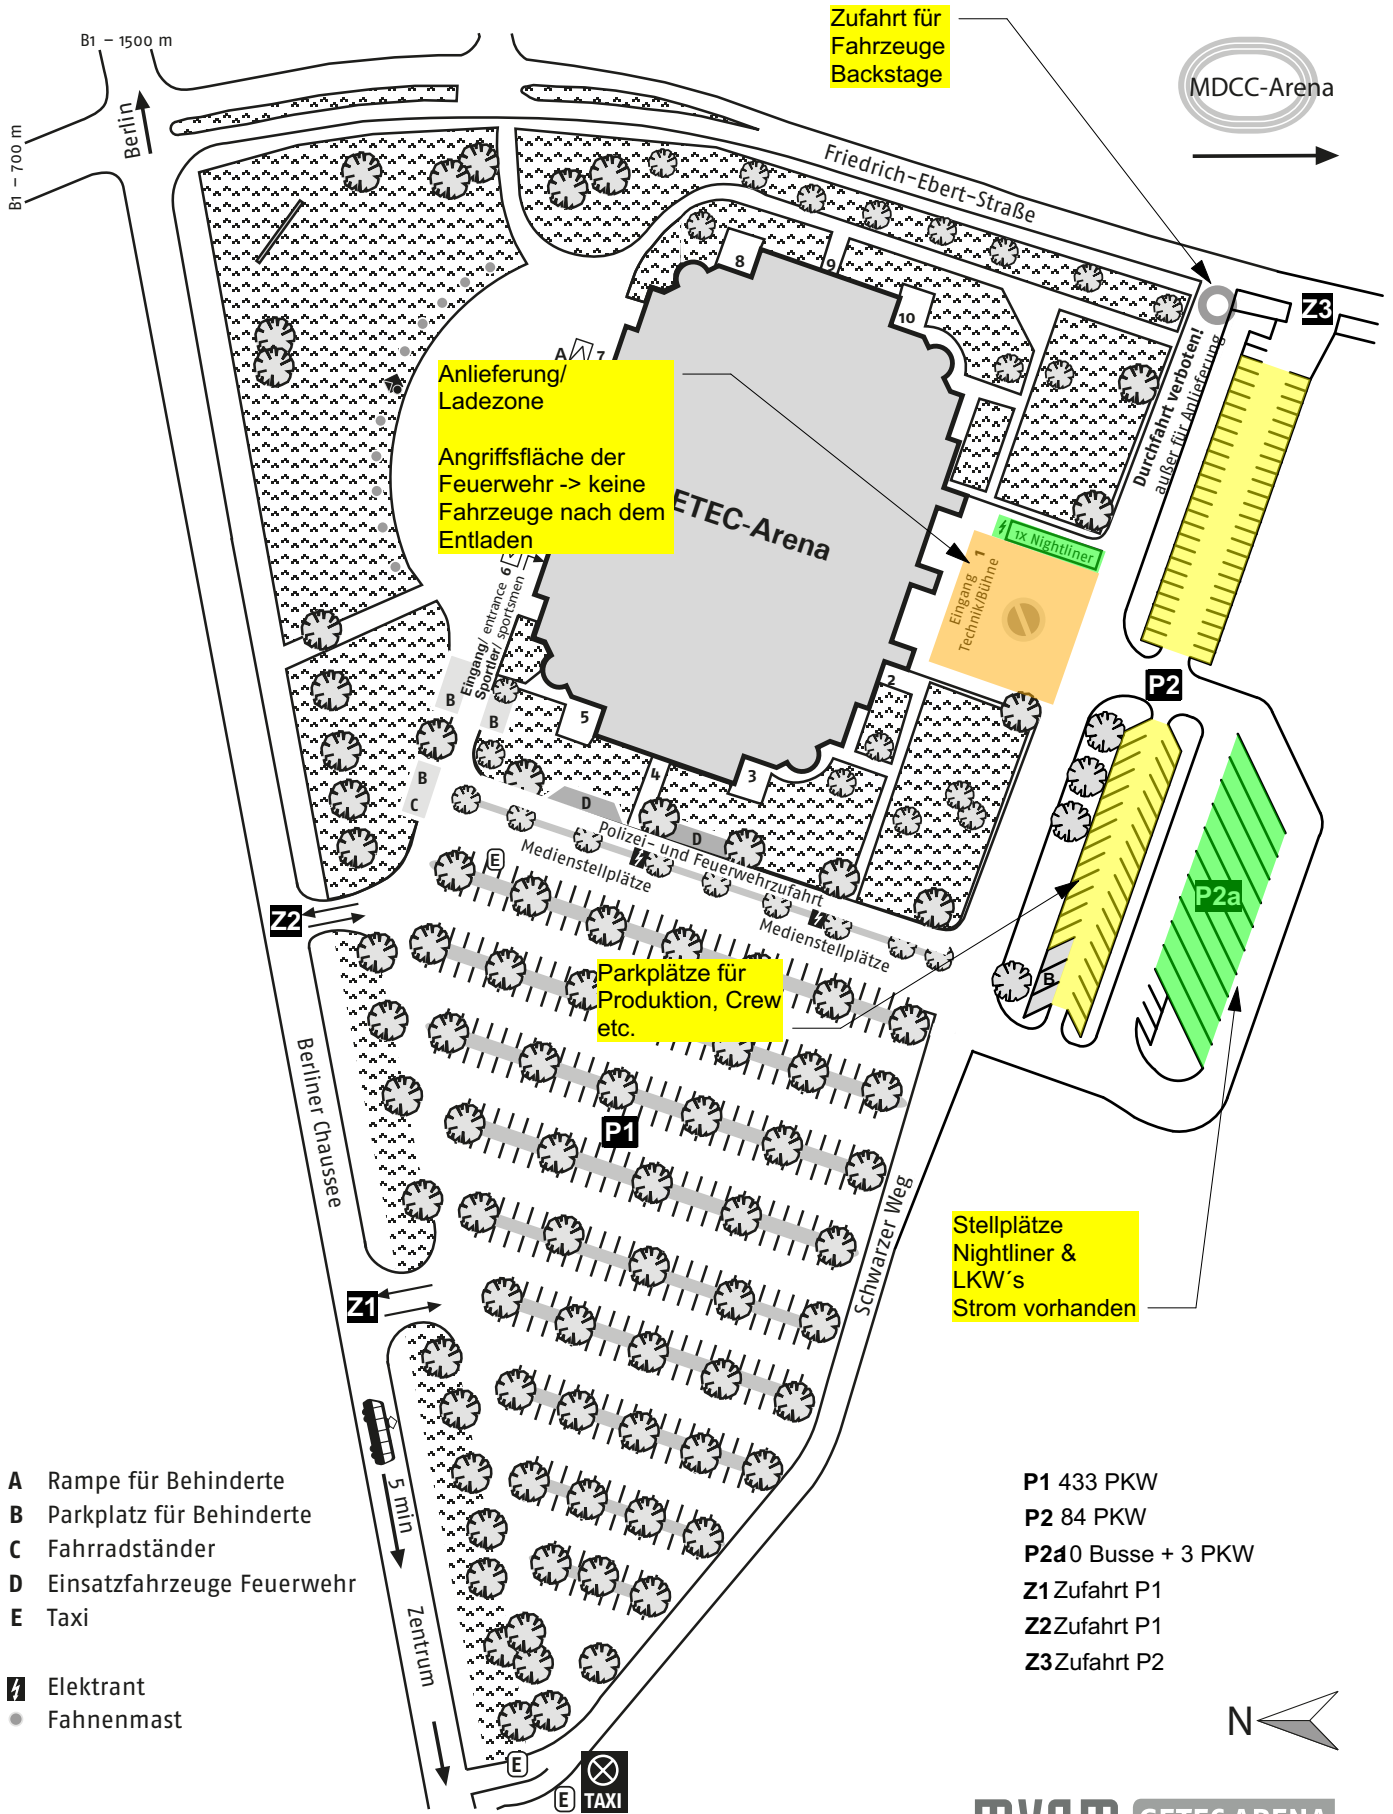 B1 – 1500 m
B1 – 700 m
Berlin
Zufahrt für
Fahrzeuge
Backstage
MDCC-Arena
Friedrich-Ebert-Straße
Z3
8
9
10
A
7
Durchfahrt verboten!
außer für Anlieferung
Anlieferung/
Ladezone
Angriffsfläche der
Feuerwehr -> keine
Fahrzeuge nach dem
Entladen
ETEC-Arena
1x Nightliner
Eingang 1
Technik/Bühne
Eingang/ entrance 6
Sportler/ sportsmen
B
B
5
4
3
2
P2
B
C
D
D
Polizei- und Feuerwehrzufahrt
Medienstellplätze
Medienstellplätze
E
Z2
P2a
B
Parkplätze für
Produktion, Crew
etc.
P1
Berliner Chaussee
Schwarzer Weg
Stellplätze
Nightliner &
LKW´s
Strom vorhanden
Z1
5 min
Zentrum
A Rampe für Behinderte
B Parkplatz für Behinderte
C Fahrradständer
D Einsatzfahrzeuge Feuerwehr
E Taxi
Elektrant
Fahnenmast
P1 433 PKW
P2 84 PKW
P2a 10 Busse + 3 PKW
Z1 Zufahrt P1
Z2 Zufahrt P1
Z3 Zufahrt P2
N
E
E
TAXI